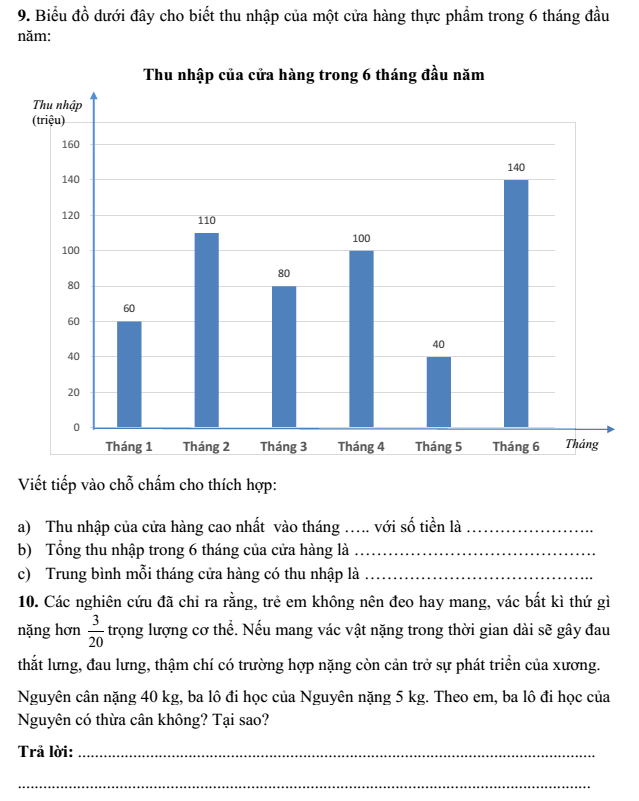 9. Biểu đồ dưới đây cho biết thu nhập của một cửa hàng thực phẩm trong 6 tháng đầu
năm:
Thu nhập của cửa hàng trong 6 tháng đầu năm
Thu nhập
(triệu)
160
140
120
100
80
60
40
20
0
60
110
80
100
40
140
Tháng 1 Tháng 2 Tháng 3 Tháng 4 Tháng 5 Tháng 6 Tháng
Viết tiếp vào chỗ chấm cho thích hợp:
a) Thu nhập của cửa hàng cao nhất vào tháng ….. với số tiền là …………………..
b) Tổng thu nhập trong 6 tháng của cửa hàng là …………………………………….
c) Trung bình mỗi tháng cửa hàng có thu nhập là …………………………………...
10. Các nghiên cứu đã chỉ ra rằng, trẻ em không nên đeo hay mang, vác bất kì thứ gì
nặng hơn 3/20 trọng lượng cơ thể. Nếu mang vác vật nặng trong thời gian dài sẽ gây đau
thắt lưng, đau lưng, thậm chí có trường hợp nặng còn cản trở sự phát triển của xương.
Nguyên cân nặng 40 kg, ba lô đi học của Nguyên nặng 5 kg. Theo em, ba lô đi học của
Nguyên có thừa cân không? Tại sao?
Trả lời: ........................................................................................
........................................................................................